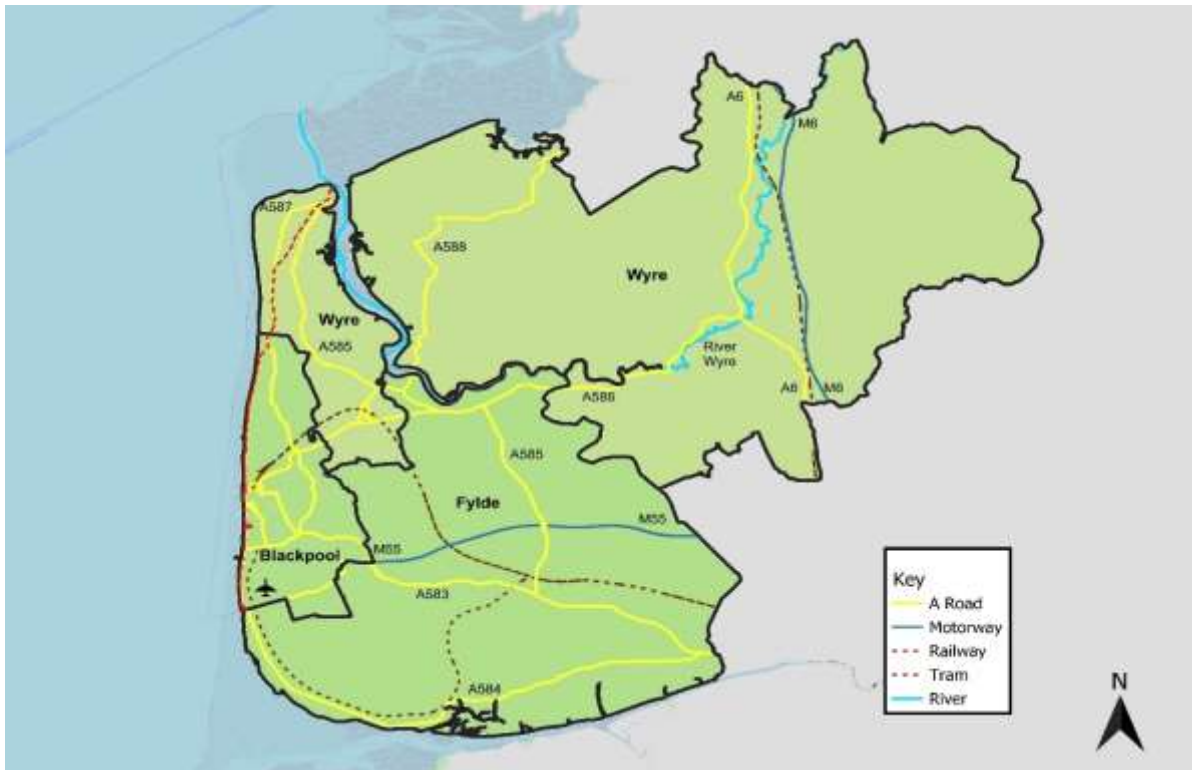 A6
M6
A587
A588
Wyre
Wyre
A585
River
Wyre
A6
M6
A586
A585
Fylde
M55
M55
Blackpool
A583
A584
Key
A Road
Motorway
Railway
Tram
River
N